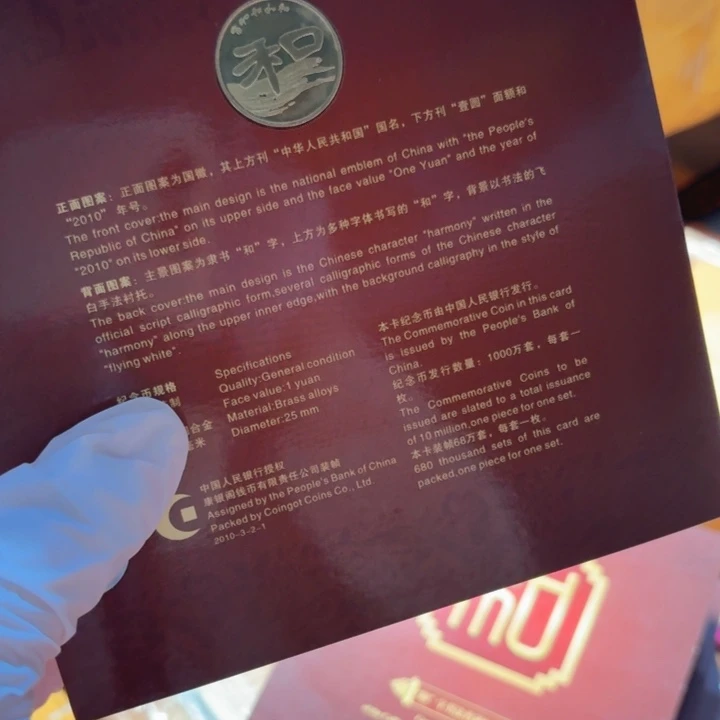 和
正面图案：正面图案为国徽，其上方刊“中华人民共和国”国名，下方刊“壹圆”面额和
“2010”年号。
The front cover:the main design is the national emblem of China with "the People's
Republic of China" on its upper side and the face value "One Yuan" and the year of
"2010" on its lower side.
背面图案：主景图案为隶书“和”字，上方为多种字体书写的“和”字，背景以书法的飞
白手法衬托。
The back cover:the main design is the Chinese character "harmony" written in the
official script calligraphic form,several calligraphic forms of the Chinese character
"harmony" along the upper inner edge,with the background calligraphy in the style of
"flying white".
纪念币规格
制
合金
米
Specifications
Quality:General condition
Face value:1 yuan
Material:Brass alloys
Diameter:25 mm
中国人民银行授权
康银阁钱币有限责任公司装帧
Assigned by the People's Bank of China
Packed by Coingot Coins Co., Ltd.
2010-3-2-1
本卡纪念币由中国人民银行发行。
The Commemorative Coin in this card
is issued by the People's Bank of
China.
纪念币发行数量：1000万套，每套一
枚。
The Commemorative Coins to be
issued are slated to a total issuance
of 10 million,one piece for one set.
本卡装帧68万套，每套一枚。
680 thousand sets of this card are
packed,one piece for one set.